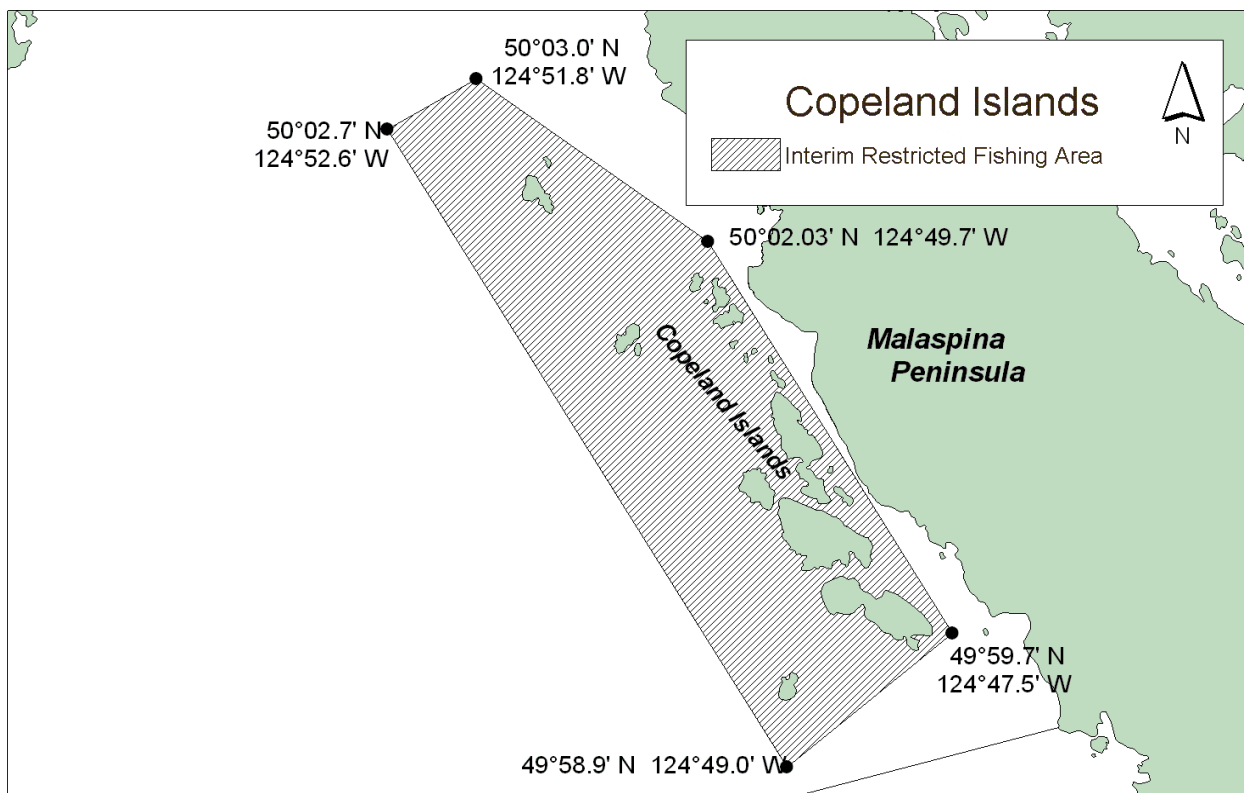 50°03.0' N
124°51.8' W
Copeland Islands
N
50°02.7' N
124°52.6' W
Interim Restricted Fishing Area
50°02.03' N 124°49.7' W
Copeland Islands
Malaspina
Peninsula
49°59.7' N
124°47.5' W
49°58.9' N 124°49.0' W